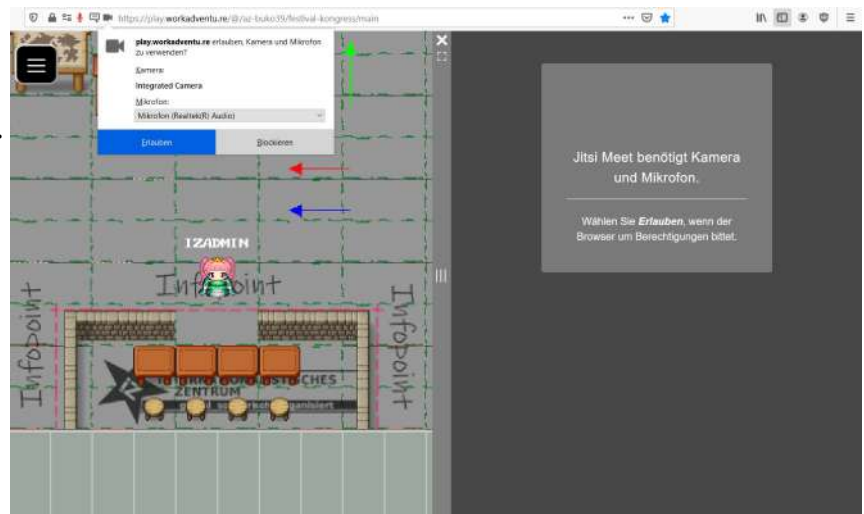 https://play.workadventu.re/@/iz-buko39/festival-kongress/main
play.workadventu.re erlauben, Kamera und Mikrofon
zu verwenden?
Kamera:
Integrated Camera
Mikrofon:
Mikrofon (Realtek(R) Audio)
Erlauben
Blockieren
Jitsi Meet benötigt Kamera
und Mikrofon.
Wählen Sie Erlauben, wenn der
Browser um Berechtigungen bittet.
IZADMIN
Infopoint
Infopoint
Infopoint
INTERNATIONALISTISCHES
ZENTRUM